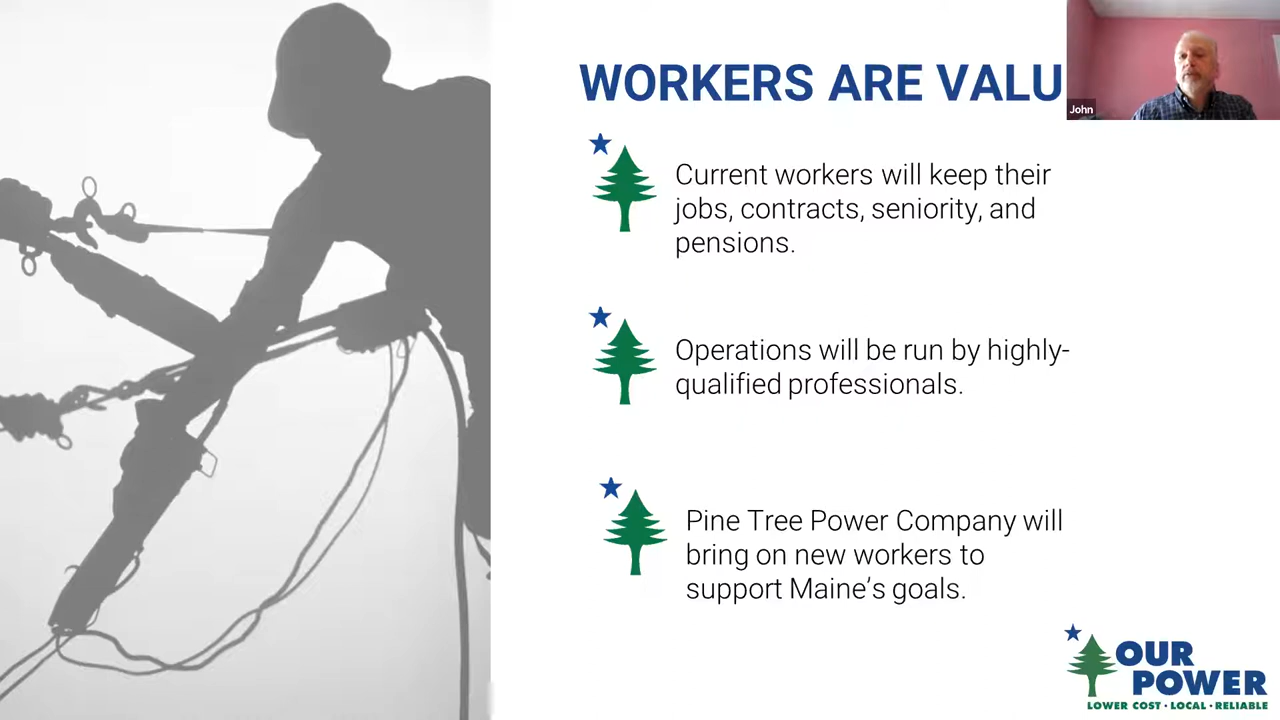 WORKERS ARE VALU
John
Current workers will keep their
jobs, contracts, seniority, and
pensions.
Operations will be run by highly-
qualified professionals.
Pine Tree Power Company will
bring on new workers to
support Maine’s goals.
OUR
POWER
LOWER COST · LOCAL · RELIABLE